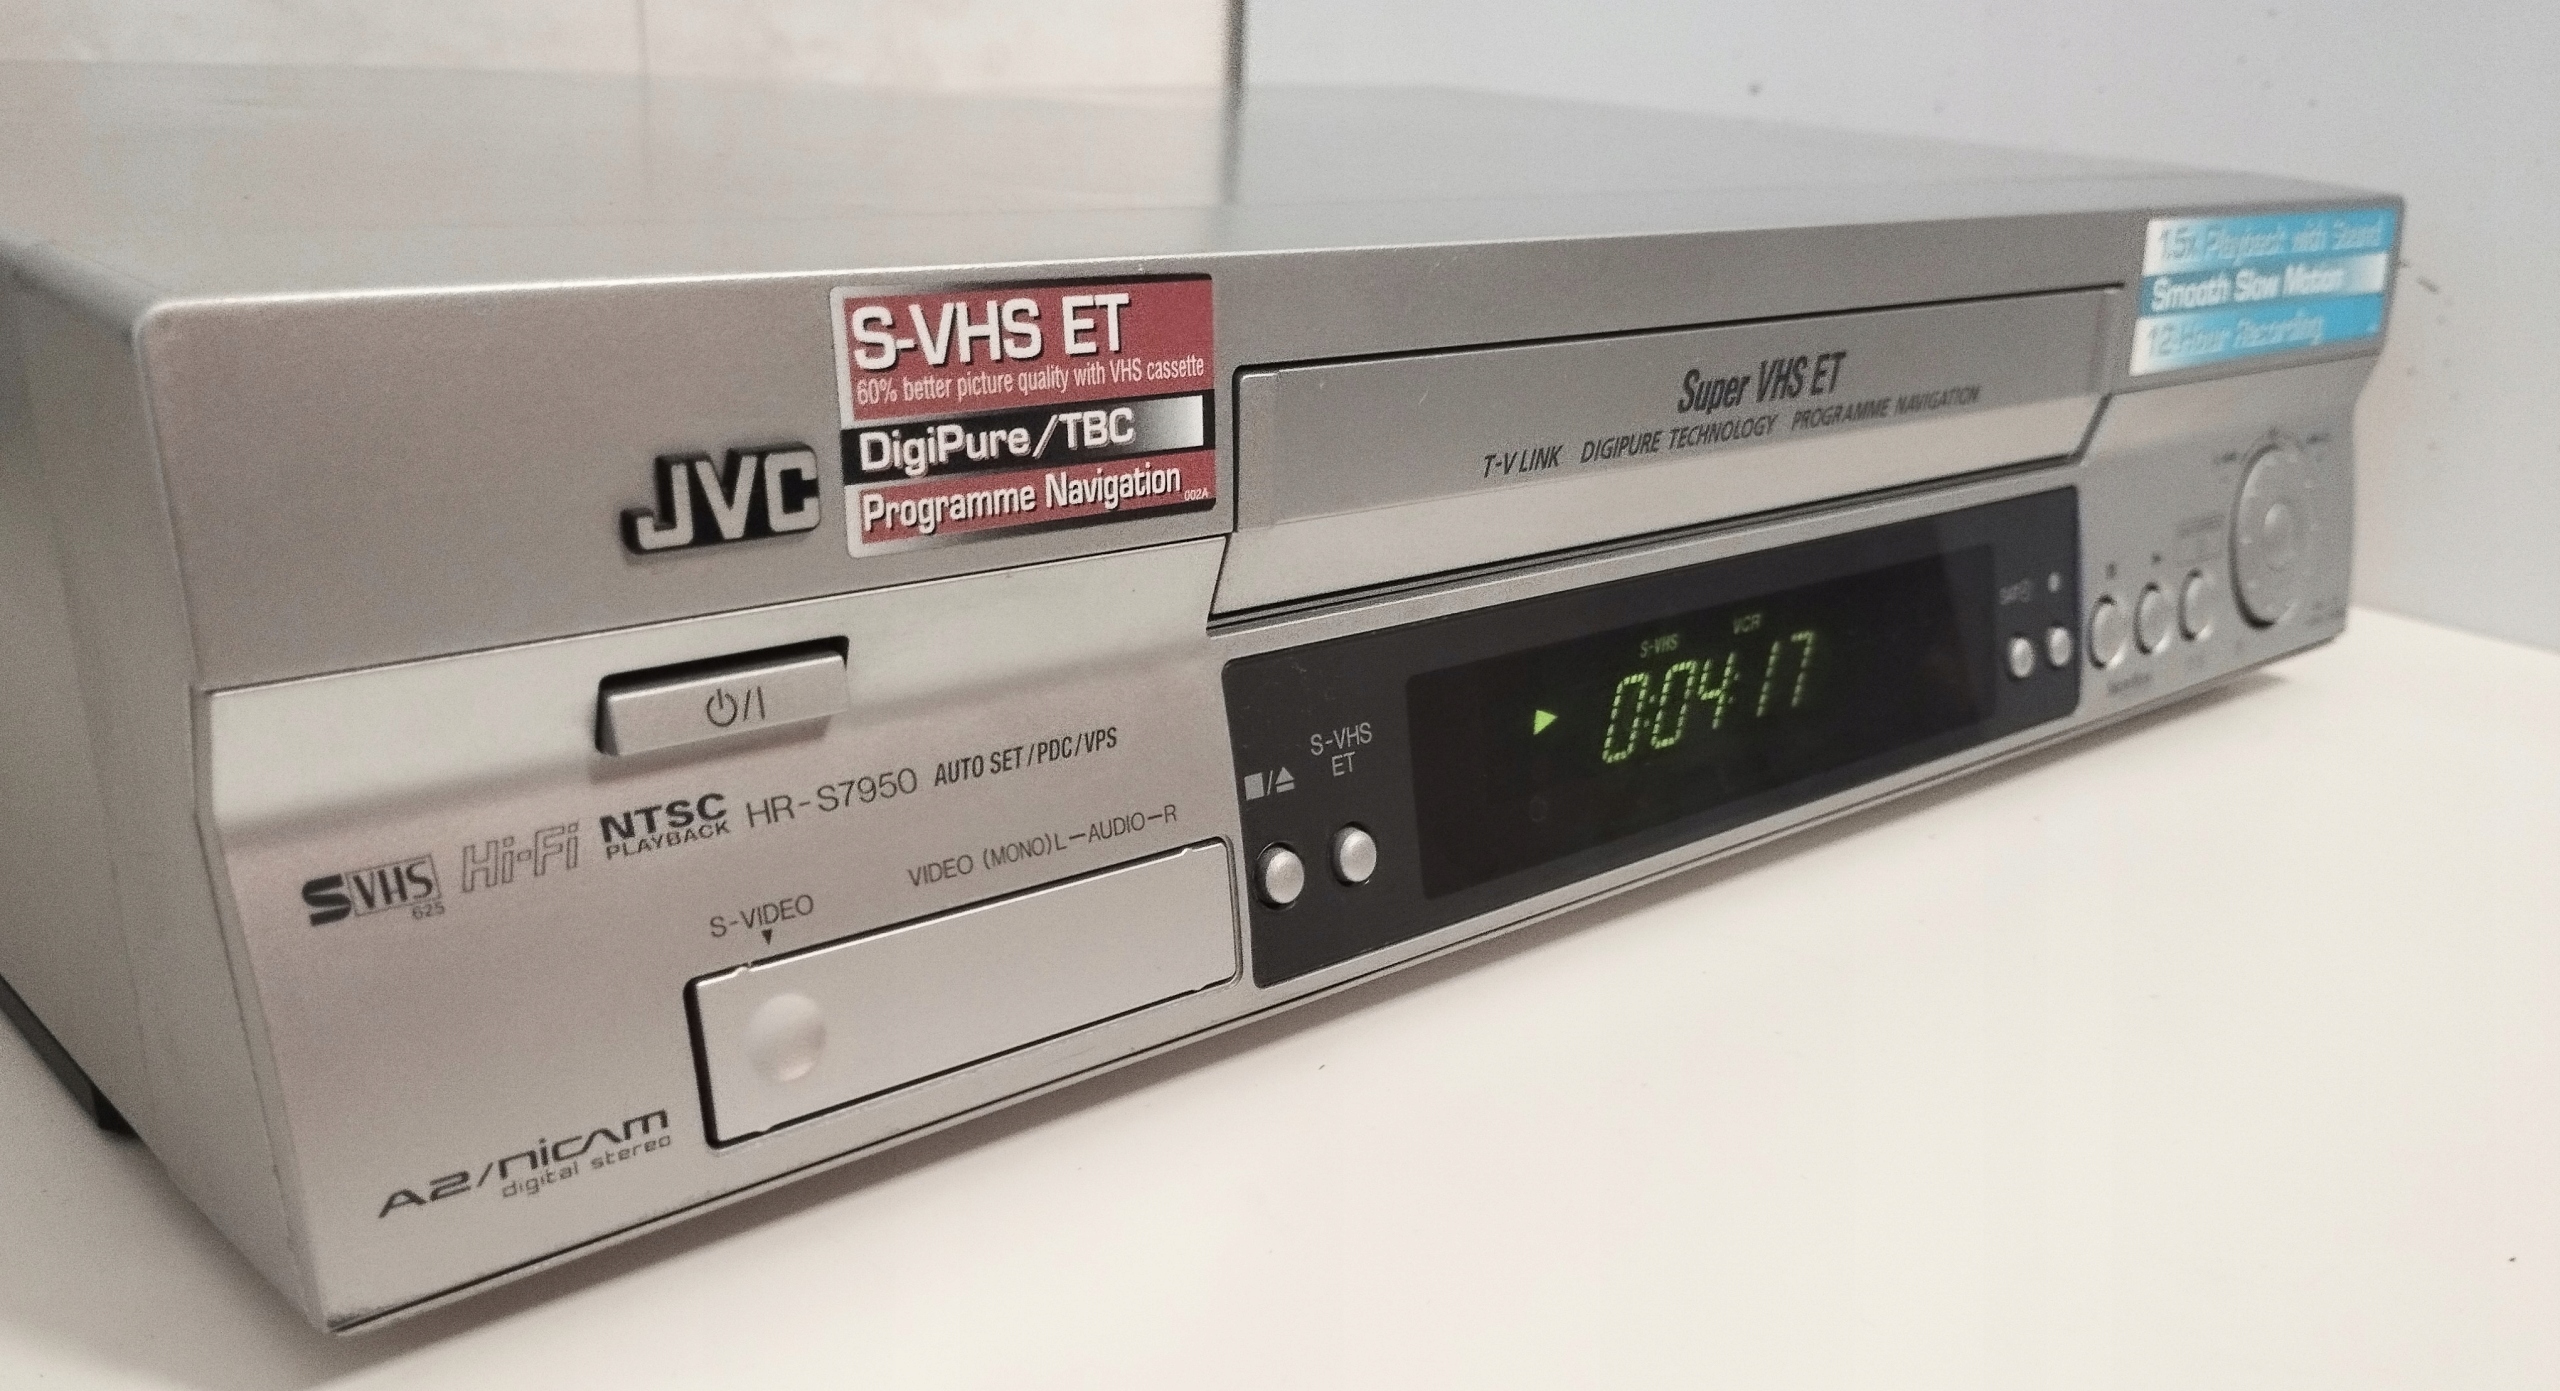 JVC
S-VHS ET
60% better picture quality with VHS cassette
DigiPure/TBC
Programme Navigation
002A
Super VHS ET
T-V LINK DIGIPURE TECHNOLOGY PROGRAMME NAVIGATION
1.5x Playback with Sound
Smooth Slow Motion
12-Hour Recording
S-VHS VCR
0:04:17
S-VHS
ET
SVHS
625
Hi-Fi
NTSC
PLAYBACK
HR-S7950
AUTO SET/PDC/VPS
S-VIDEO
VIDEO (MONO)L-AUDIO-R
A2/nicam
digital stereo